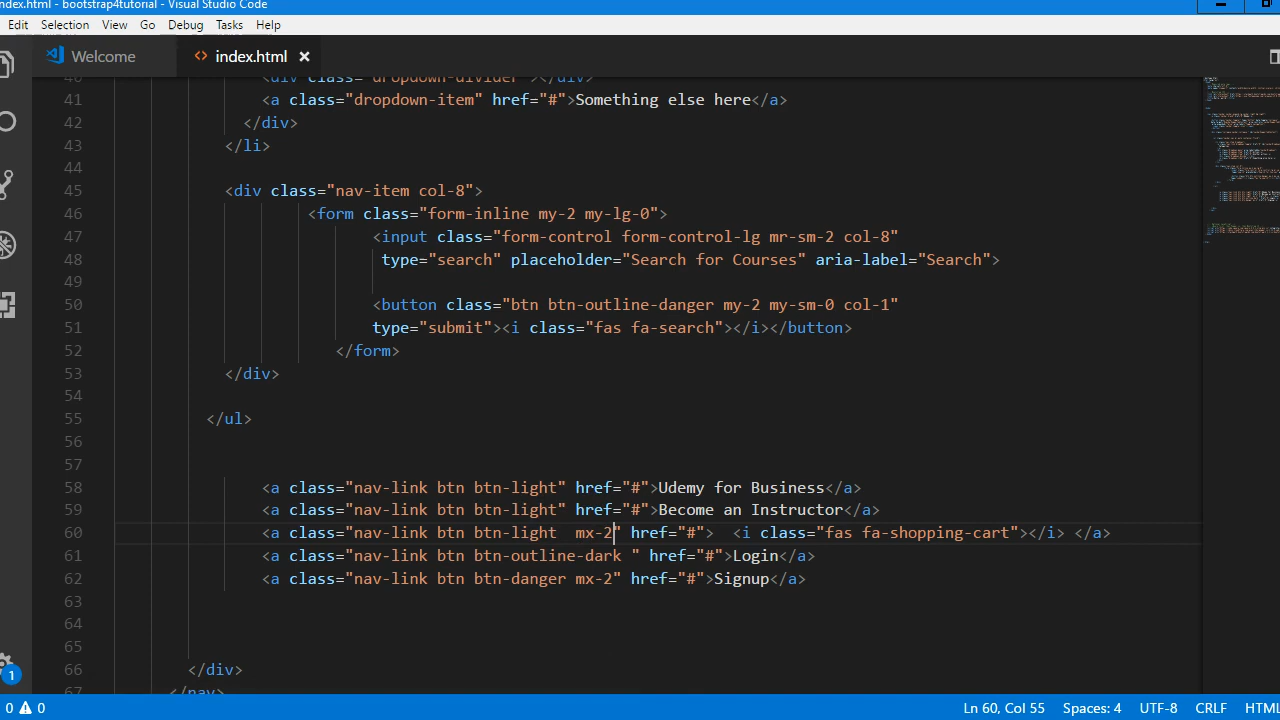 index.html - bootstrap4tutorial - Visual Studio Code
Edit Selection View Go Debug Tasks Help
Welcome <> index.html ×
40 <div class="dropdown-divider"></div>
41 <a class="dropdown-item" href="#">Something else here</a>
42 </div>
43 </li>
44
45 <div class="nav-item col-8">
46 <form class="form-inline my-2 my-lg-0">
47 <input class="form-control form-control-lg mr-sm-2 col-8"
48 type="search" placeholder="Search for Courses" aria-label="Search">
49
50 <button class="btn btn-outline-danger my-2 my-sm-0 col-1"
51 type="submit"><i class="fas fa-search"></i></button>
52 </form>
53 </div>
54
55 </ul>
56
57
58 <a class="nav-link btn btn-light" href="#">Udemy for Business</a>
59 <a class="nav-link btn btn-light" href="#">Become an Instructor</a>
60 <a class="nav-link btn btn-light  mx-2" href="#">  <i class="fas fa-shopping-cart"></i> </a>
61 <a class="nav-link btn btn-outline-dark " href="#">Login</a>
62 <a class="nav-link btn btn-danger mx-2" href="#">Signup</a>
63
64
65
66 </div>
67 </nav>
1
0 0 Ln 60, Col 55 Spaces: 4 UTF-8 CRLF HTML